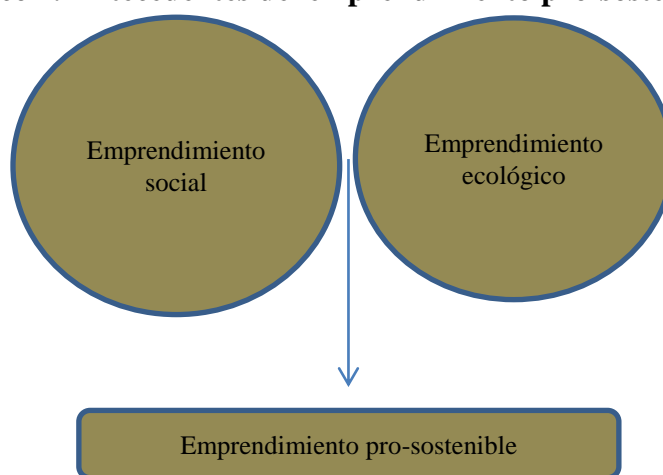 Emprendimiento
social
Emprendimiento
ecológico
Emprendimiento pro-sostenible